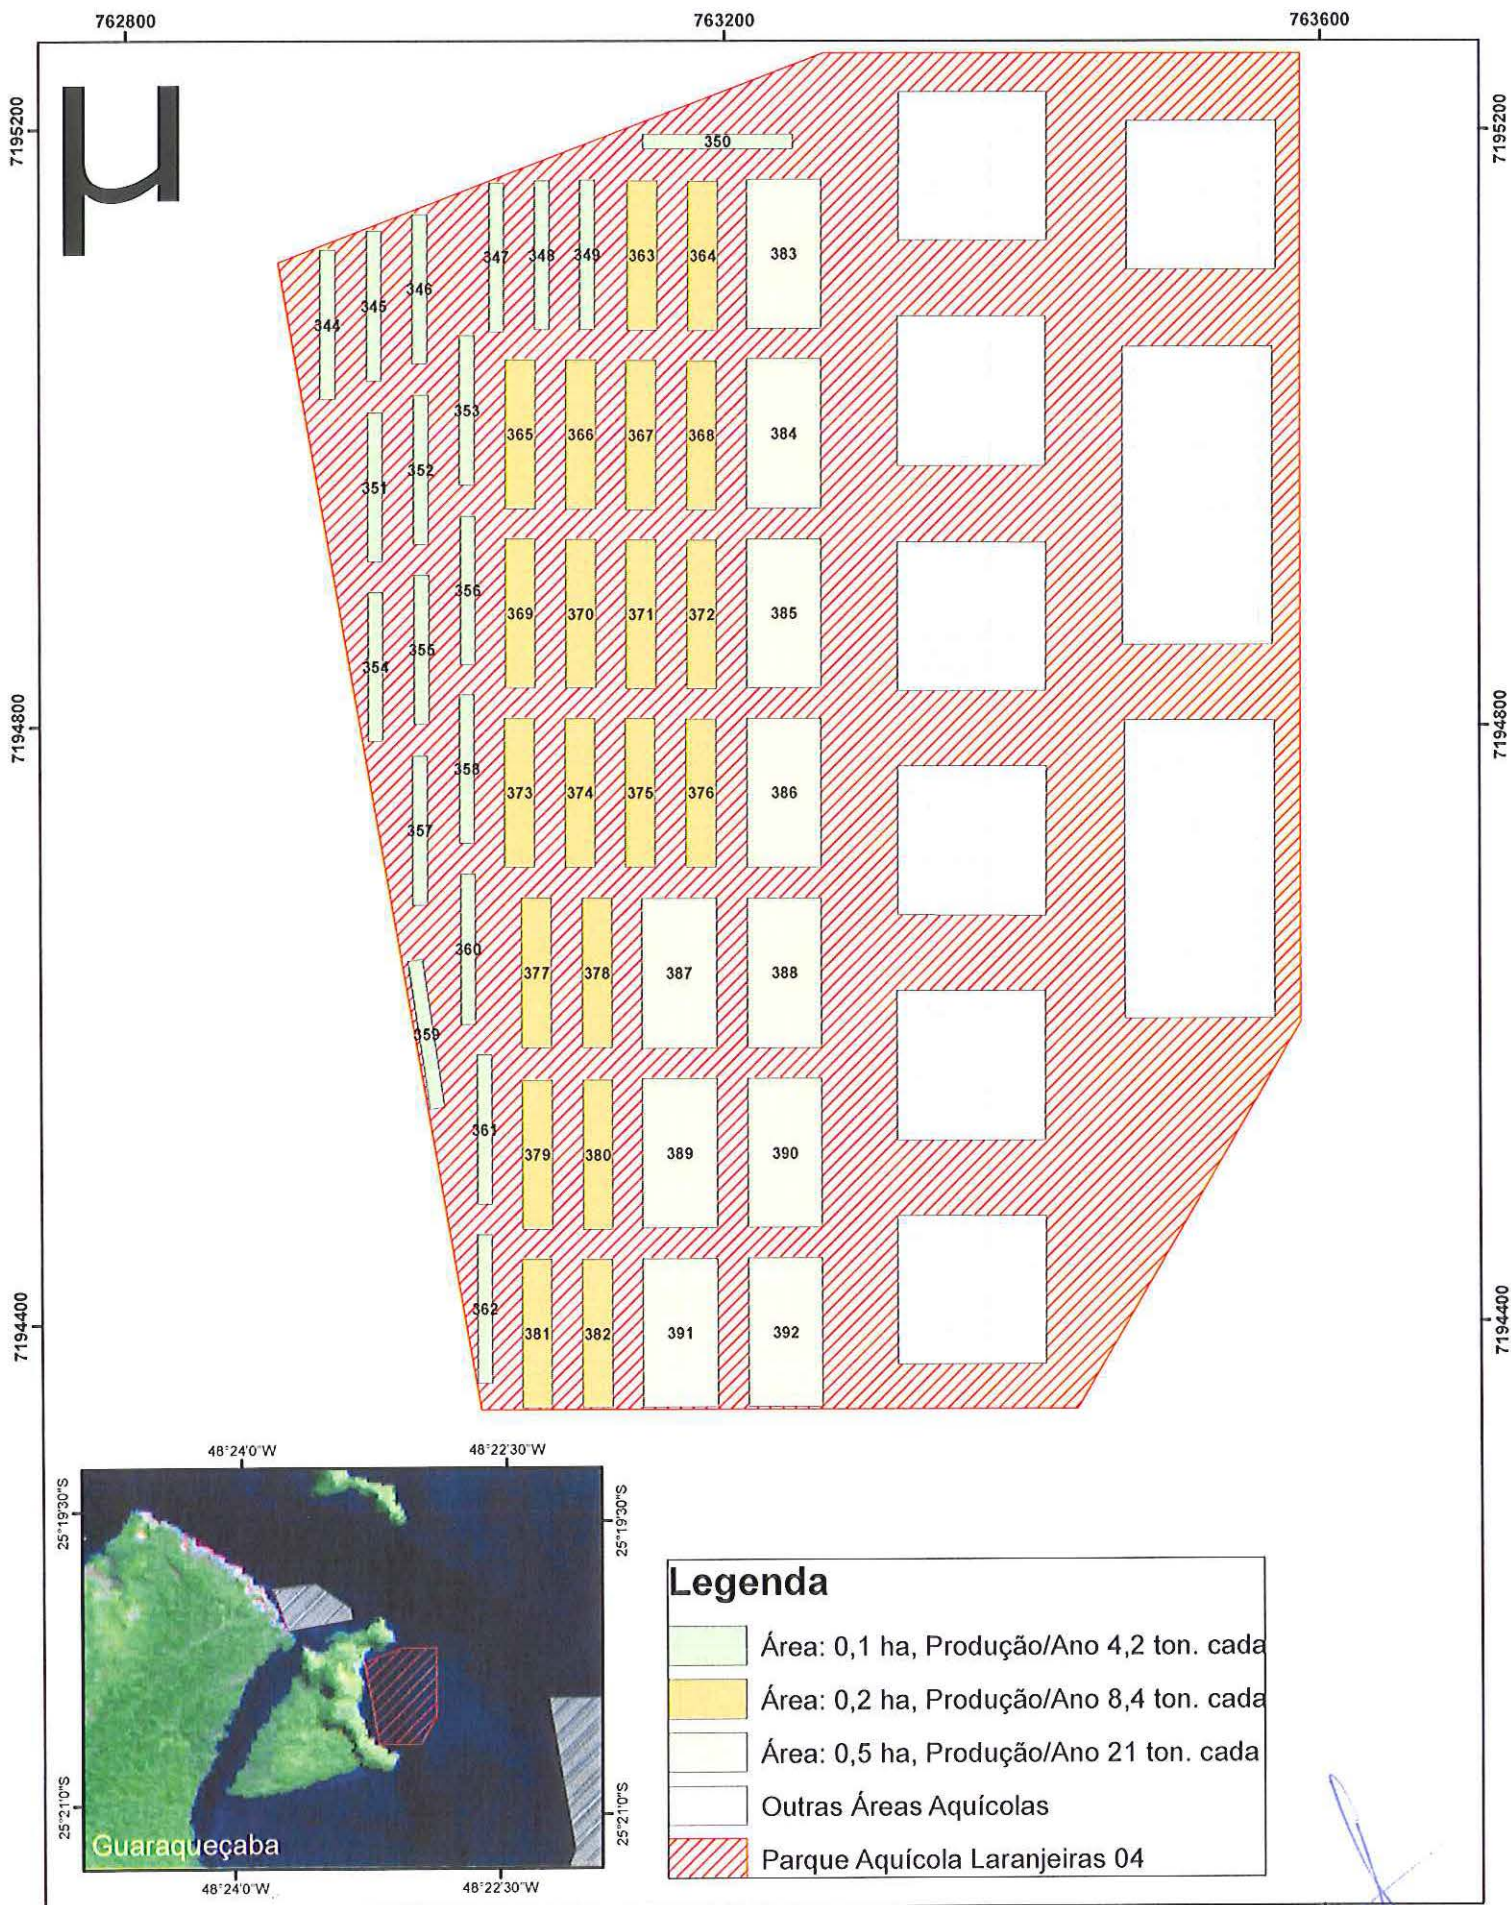 762800 763200 763600
7195200 7195200
µ
350
347 348 349 363 364 383
346
345
344
353
365 366 367 368 384
352
351
356
369 370 371 372 385
355
354
7194800 7194800
358
373 374 375 376 386
357
360
377 378 387 388
359
361
379 380 389 390
362
381 382 391 392
7194400 7194400
48°24'0"W 48°22'30"W
25°19'30"S 25°19'30"S
25°21'0"S 25°21'0"S
Guaraqueçaba
48°24'0"W 48°22'30"W
Legenda
Área: 0,1 ha, Produção/Ano 4,2 ton. cada
Área: 0,2 ha, Produção/Ano 8,4 ton. cada
Área: 0,5 ha, Produção/Ano 21 ton. cada
Outras Áreas Aquícolas
Parque Aquícola Laranjeiras 04